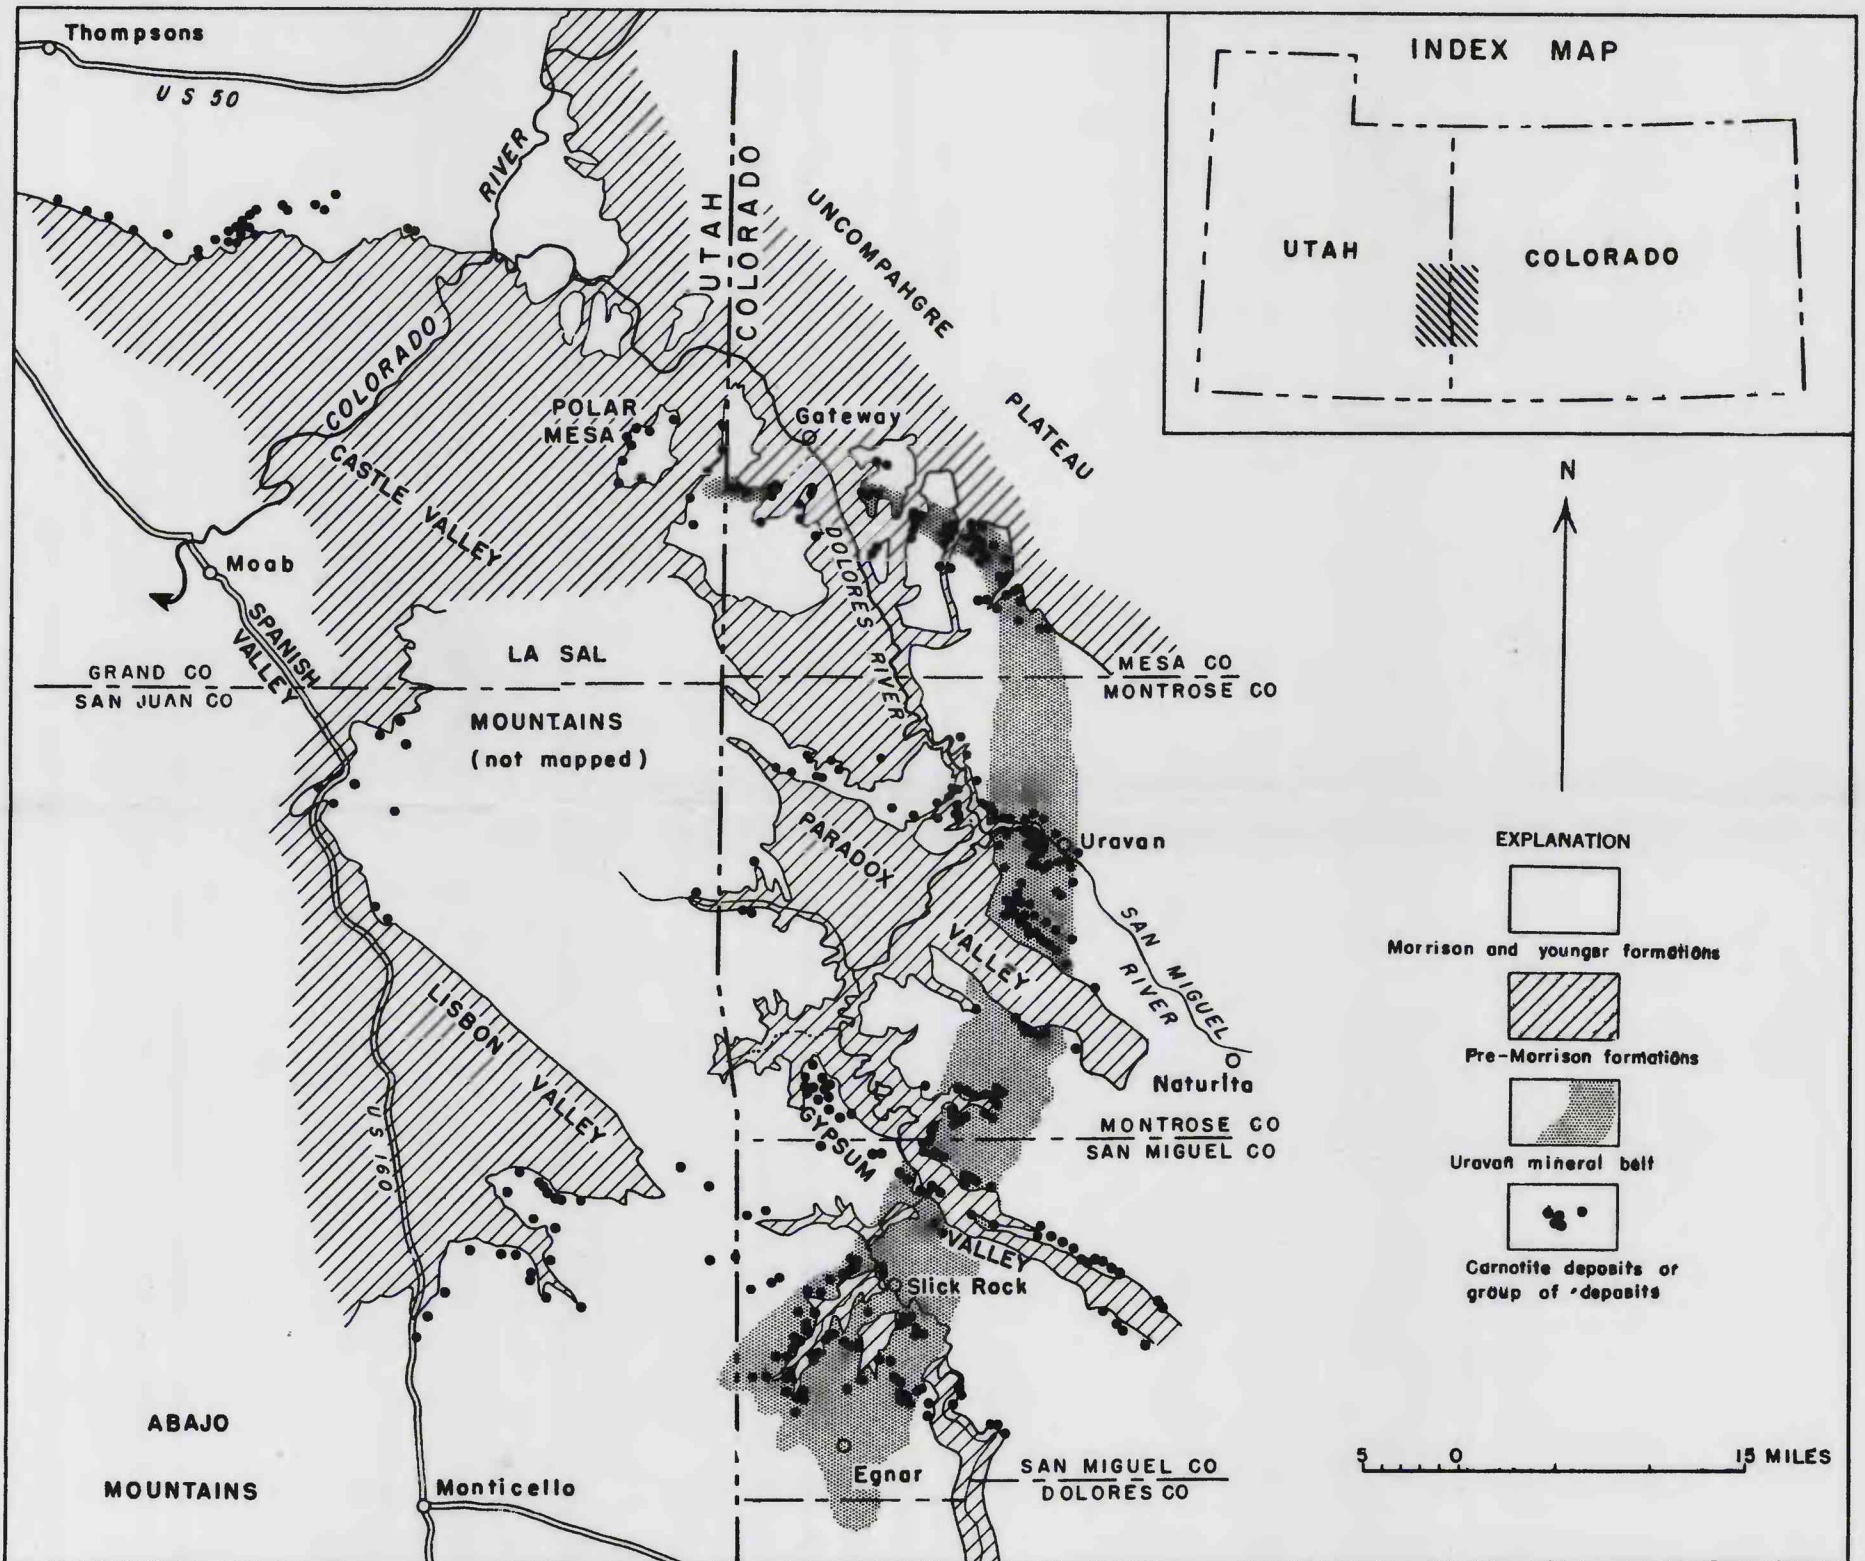 Thompsons
US 50
RIVER
COLORADO
UTAH
COLORADO
UNCOMPAHGRE
PLATEAU
INDEX MAP
UTAH
COLORADO
POLAR
MESA
Gateway
CASTLE VALLEY
DOLORES
RIVER
Moab
SPANISH
VALLEY
LA SAL
MOUNTAINS
(not mapped)
GRAND CO
SAN JUAN CO
MESA CO
MONTROSE CO
N
PARADOX
VALLEY
Uravan
SAN MIGUEL
RIVER
Naturita
LISBON
VALLEY
US 160
GYPSUM
VALLEY
MONTROSE CO
SAN MIGUEL CO
Slick Rock
Egnar
SAN MIGUEL CO
DOLORES CO
ABAJO
MOUNTAINS
Monticello
EXPLANATION
Morrison and younger formations
Pre-Morrison formations
Uravan mineral belt
Carnotite deposits or
group of deposits
5 0 15 MILES